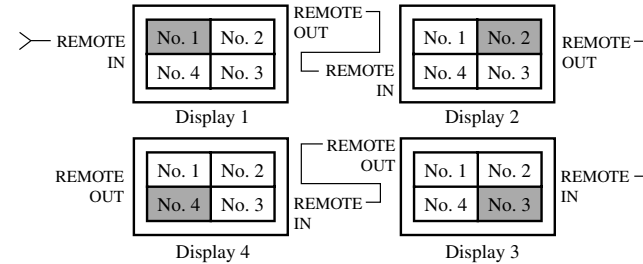 REMOTE
IN
No. 1 No. 2
No. 4 No. 3
Display 1
REMOTE
OUT
REMOTE
IN
No. 1 No. 2
No. 4 No. 3
Display 2
REMOTE
OUT
REMOTE
OUT
No. 1 No. 2
No. 4 No. 3
Display 4
REMOTE
OUT
REMOTE
IN
No. 1 No. 2
No. 4 No. 3
Display 3
REMOTE
IN